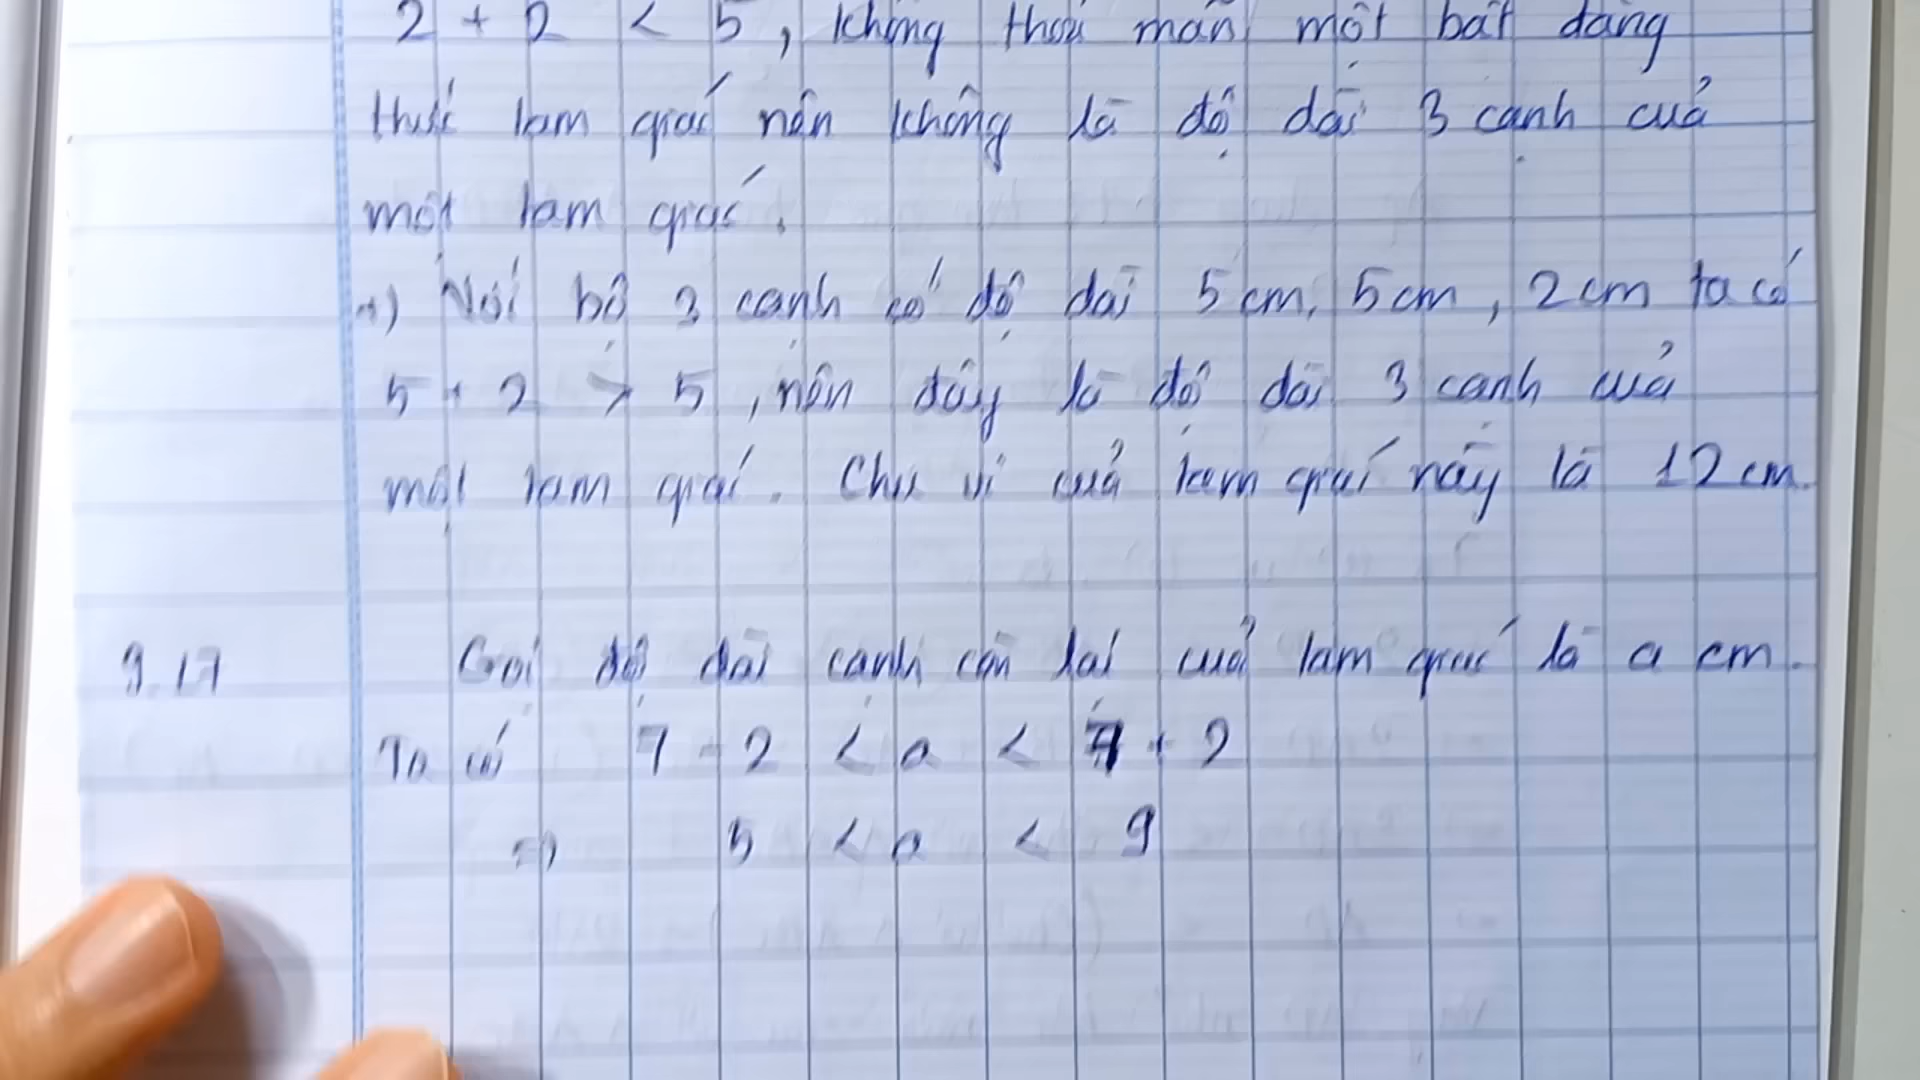 2 + 2 < 5, không thoả mãn một bất đẳng
thức tam giác nên không là độ dài 3 cạnh của
một tam giác.
+) Với bộ 3 cạnh có độ dài 5 cm, 5 cm, 2 cm ta có
5 + 2 > 5, nên đây là độ dài 3 cạnh của
một tam giác. Chu vi của tam giác này là 12 cm.
9.17 Gọi độ dài cạnh còn lại của tam giác là a cm.
Ta có 7 - 2 < a < 7 + 2
=> 5 < a < 9